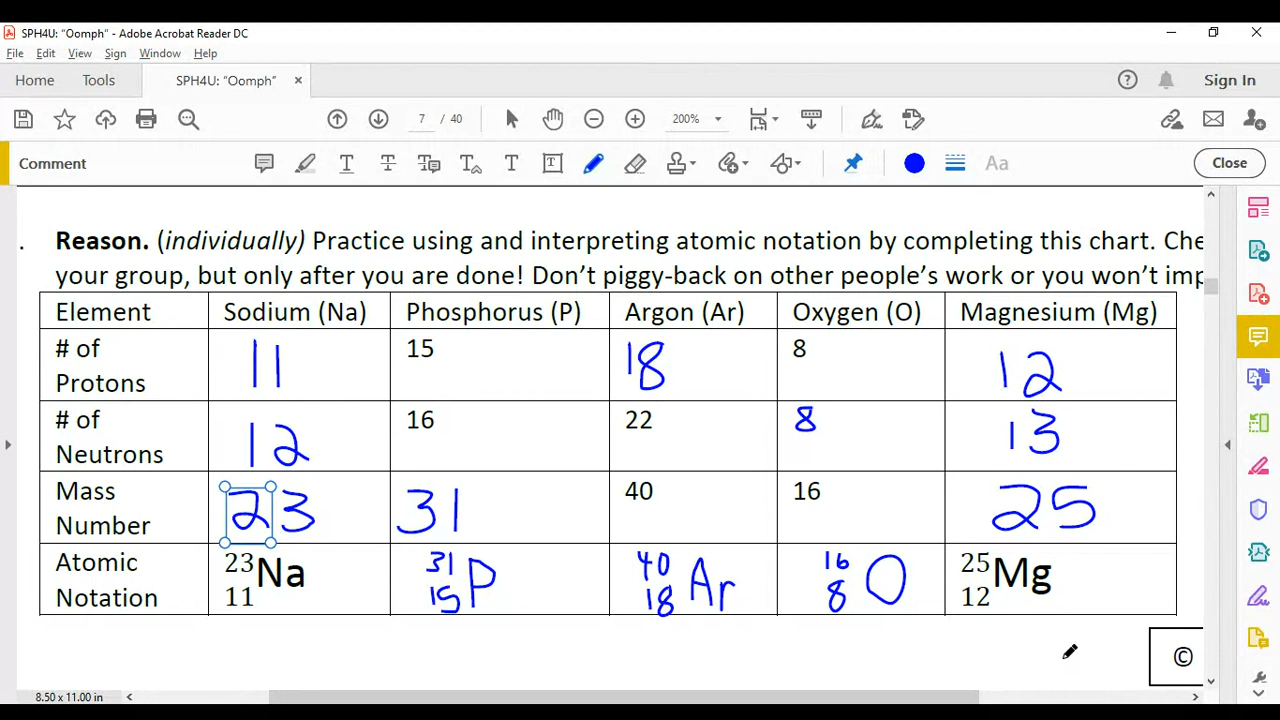 SPH4U: "Oomph" - Adobe Acrobat Reader DC
File Edit View Sign Window Help
Home Tools SPH4U: "Oomph" × Sign In
7 / 40 200%
Comment Aa Close
. Reason. (individually) Practice using and interpreting atomic notation by completing this chart. Che
your group, but only after you are done! Don't piggy-back on other people's work or you won't imp
Element Sodium (Na) Phosphorus (P) Argon (Ar) Oxygen (O) Magnesium (Mg)
# of Protons 11 15 18 8 12
# of Neutrons 12 16 22 8 13
Mass Number 23 31 40 16 25
Atomic Notation 23 11 Na 31 15 P 40 18 Ar 16 8 O 25 12 Mg
©
8.50 x 11.00 in